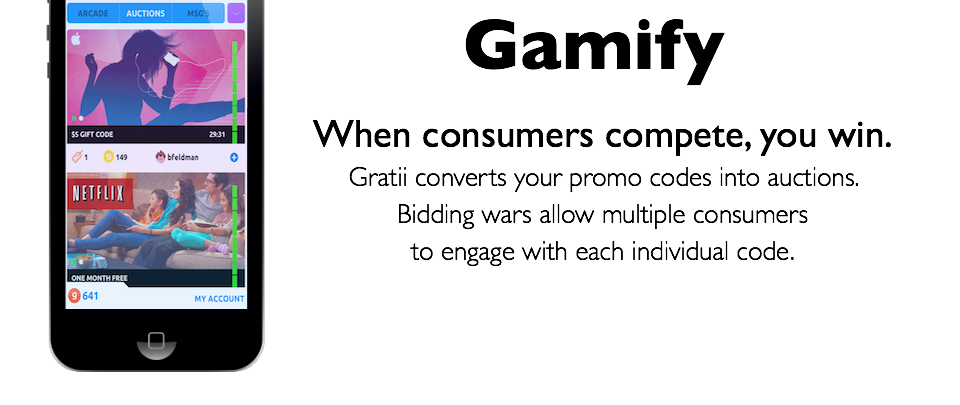 ARCADE AUCTIONS MSG'S
$5 GIFT CODE 29:31
1 149 bfeldman
NETFLIX
ONE MONTH FREE
9 641 MY ACCOUNT
Gamify
When consumers compete, you win.
Gratii converts your promo codes into auctions.
Bidding wars allow multiple consumers
to engage with each individual code.